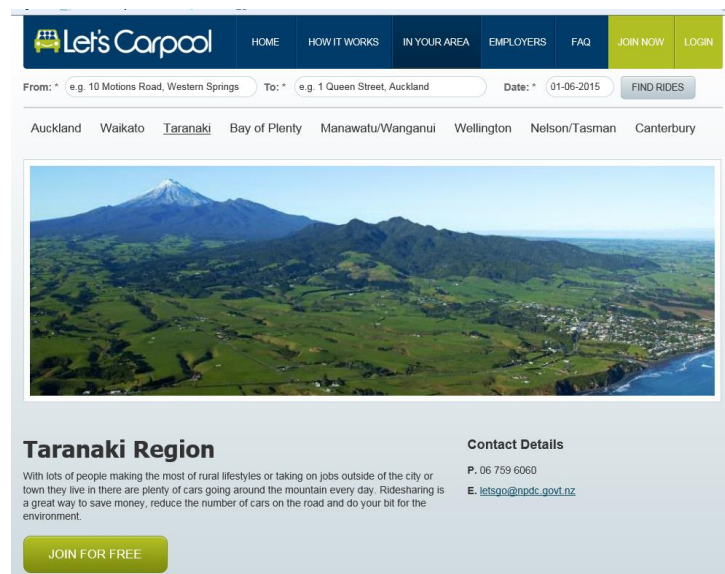 Let's Carpool
HOME HOW IT WORKS IN YOUR AREA EMPLOYERS FAQ JOIN NOW LOGIN
From: * e.g. 10 Motions Road, Western Springs To: * e.g. 1 Queen Street, Auckland Date: * 01-06-2015 FIND RIDES
Auckland Waikato Taranaki Bay of Plenty Manawatu/Wanganui Wellington Nelson/Tasman Canterbury
Taranaki Region
With lots of people making the most of rural lifestyles or taking on jobs outside of the city or
town they live in there are plenty of cars going around the mountain every day. Ridesharing is
a great way to save money, reduce the number of cars on the road and do your bit for the
environment.
JOIN FOR FREE
Contact Details
P. 06 759 6060
E. letsgo@npdc.govt.nz